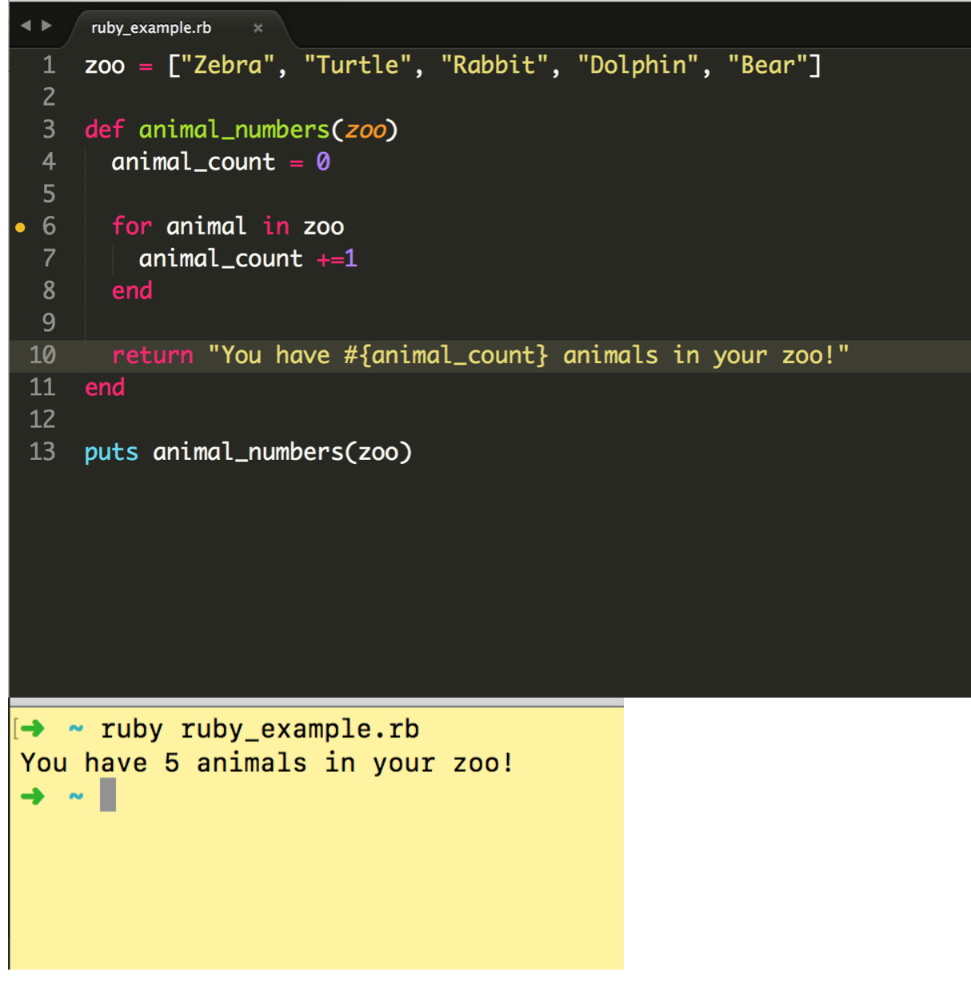 ruby_example.rb ×
1 zoo = ["Zebra", "Turtle", "Rabbit", "Dolphin", "Bear"]
2
3 def animal_numbers(zoo)
4   animal_count = 0
5
6   for animal in zoo
7     animal_count +=1
8   end
9
10   return "You have #{animal_count} animals in your zoo!"
11 end
12
13 puts animal_numbers(zoo)
[➜  ~ ruby ruby_example.rb
You have 5 animals in your zoo!
➜  ~